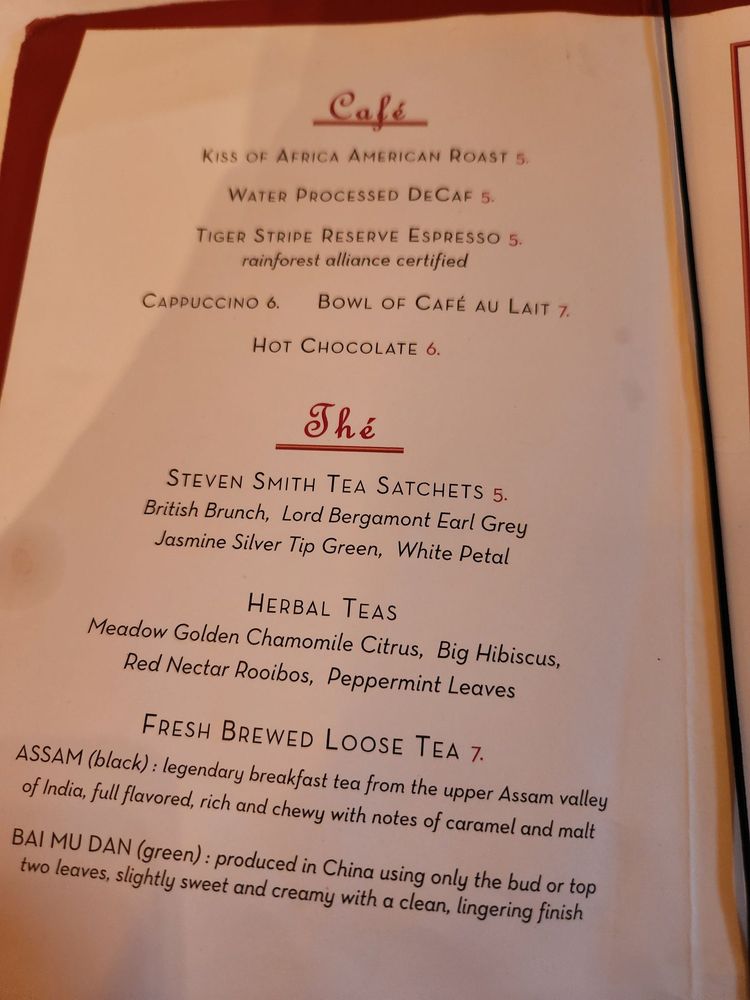 Café
Kiss of Africa American Roast 5.
Water Processed DeCaf 5.
Tiger Stripe Reserve Espresso 5.
rainforest alliance certified
Cappuccino 6. Bowl of Café au Lait 7.
Hot Chocolate 6.
Thé
Steven Smith Tea Satchets 5.
British Brunch, Lord Bergamont Earl Grey
Jasmine Silver Tip Green, White Petal
Herbal Teas
Meadow Golden Chamomile Citrus, Big Hibiscus,
Red Nectar Rooibos, Peppermint Leaves
Fresh Brewed Loose Tea 7.
ASSAM (black) : legendary breakfast tea from the upper Assam valley
of India, full flavored, rich and chewy with notes of caramel and malt
BAI MU DAN (green) : produced in China using only the bud or top
two leaves, slightly sweet and creamy with a clean, lingering finish